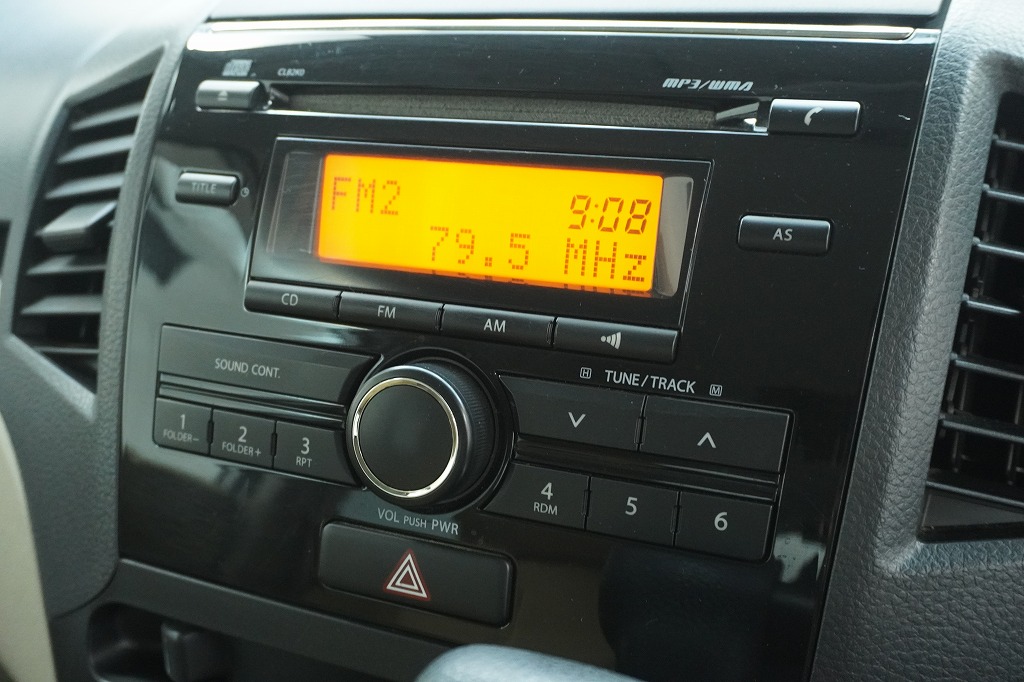 CL82K0
MP3/WMA
TITLE
FM2
9:08
79.5 MHz
AS
CD
FM
AM
SOUND CONT.
H TUNE/TRACK M
1
FOLDER−
2
FOLDER+
3
RPT
4
RDM
5
6
VOL PUSH PWR